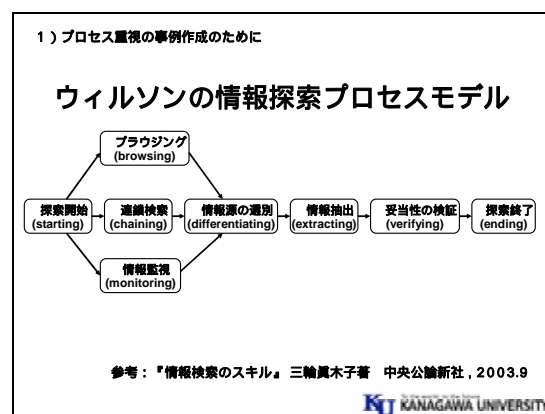 1）プロセス重視の事例作成のために
ウィルソンの情報探索プロセスモデル
ブラウジング
(browsing)
探索開始
(starting)
連鎖検索
(chaining)
情報源の選別
(differentiating)
情報抽出
(extracting)
妥当性の検証
(verifying)
探索終了
(ending)
情報監視
(monitoring)
参考：『情報検索のスキル』 三輪眞木子著　中央公論新社，2003.9
KU KANAGAWA UNIVERSITY